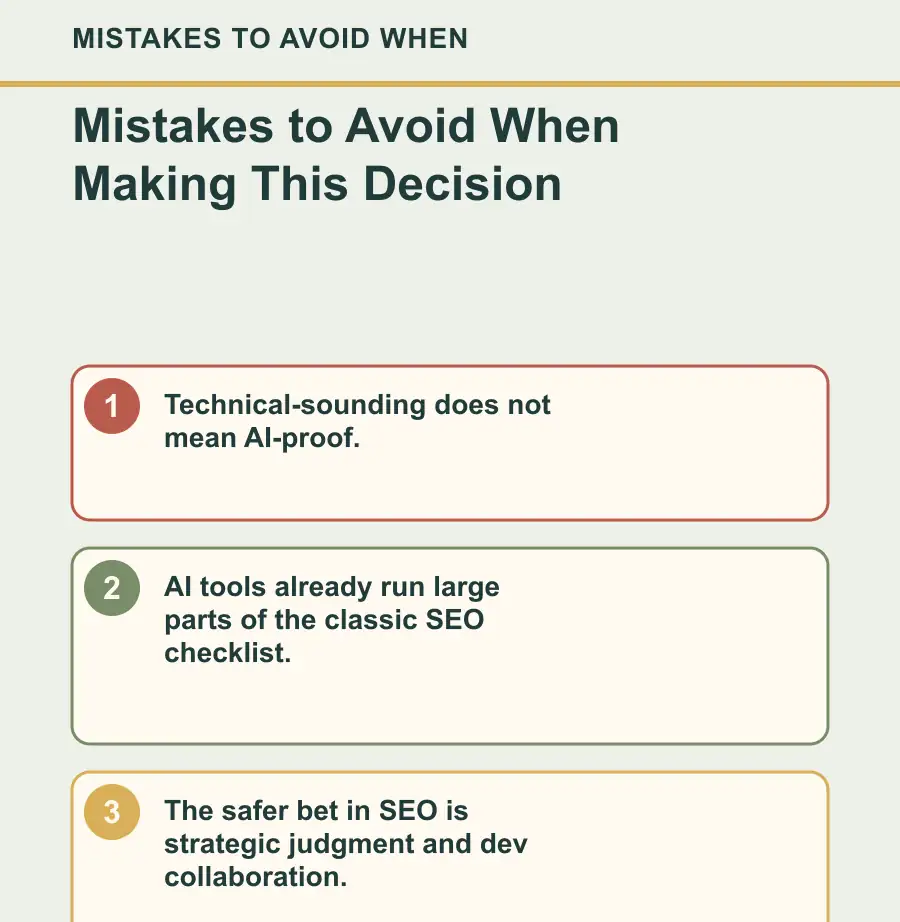 MISTAKES TO AVOID WHEN
Mistakes to Avoid When
Making This Decision
1
Technical-sounding does not
mean AI-proof.
2
AI tools already run large
parts of the classic SEO
checklist.
3
The safer bet in SEO is
strategic judgment and dev
collaboration.